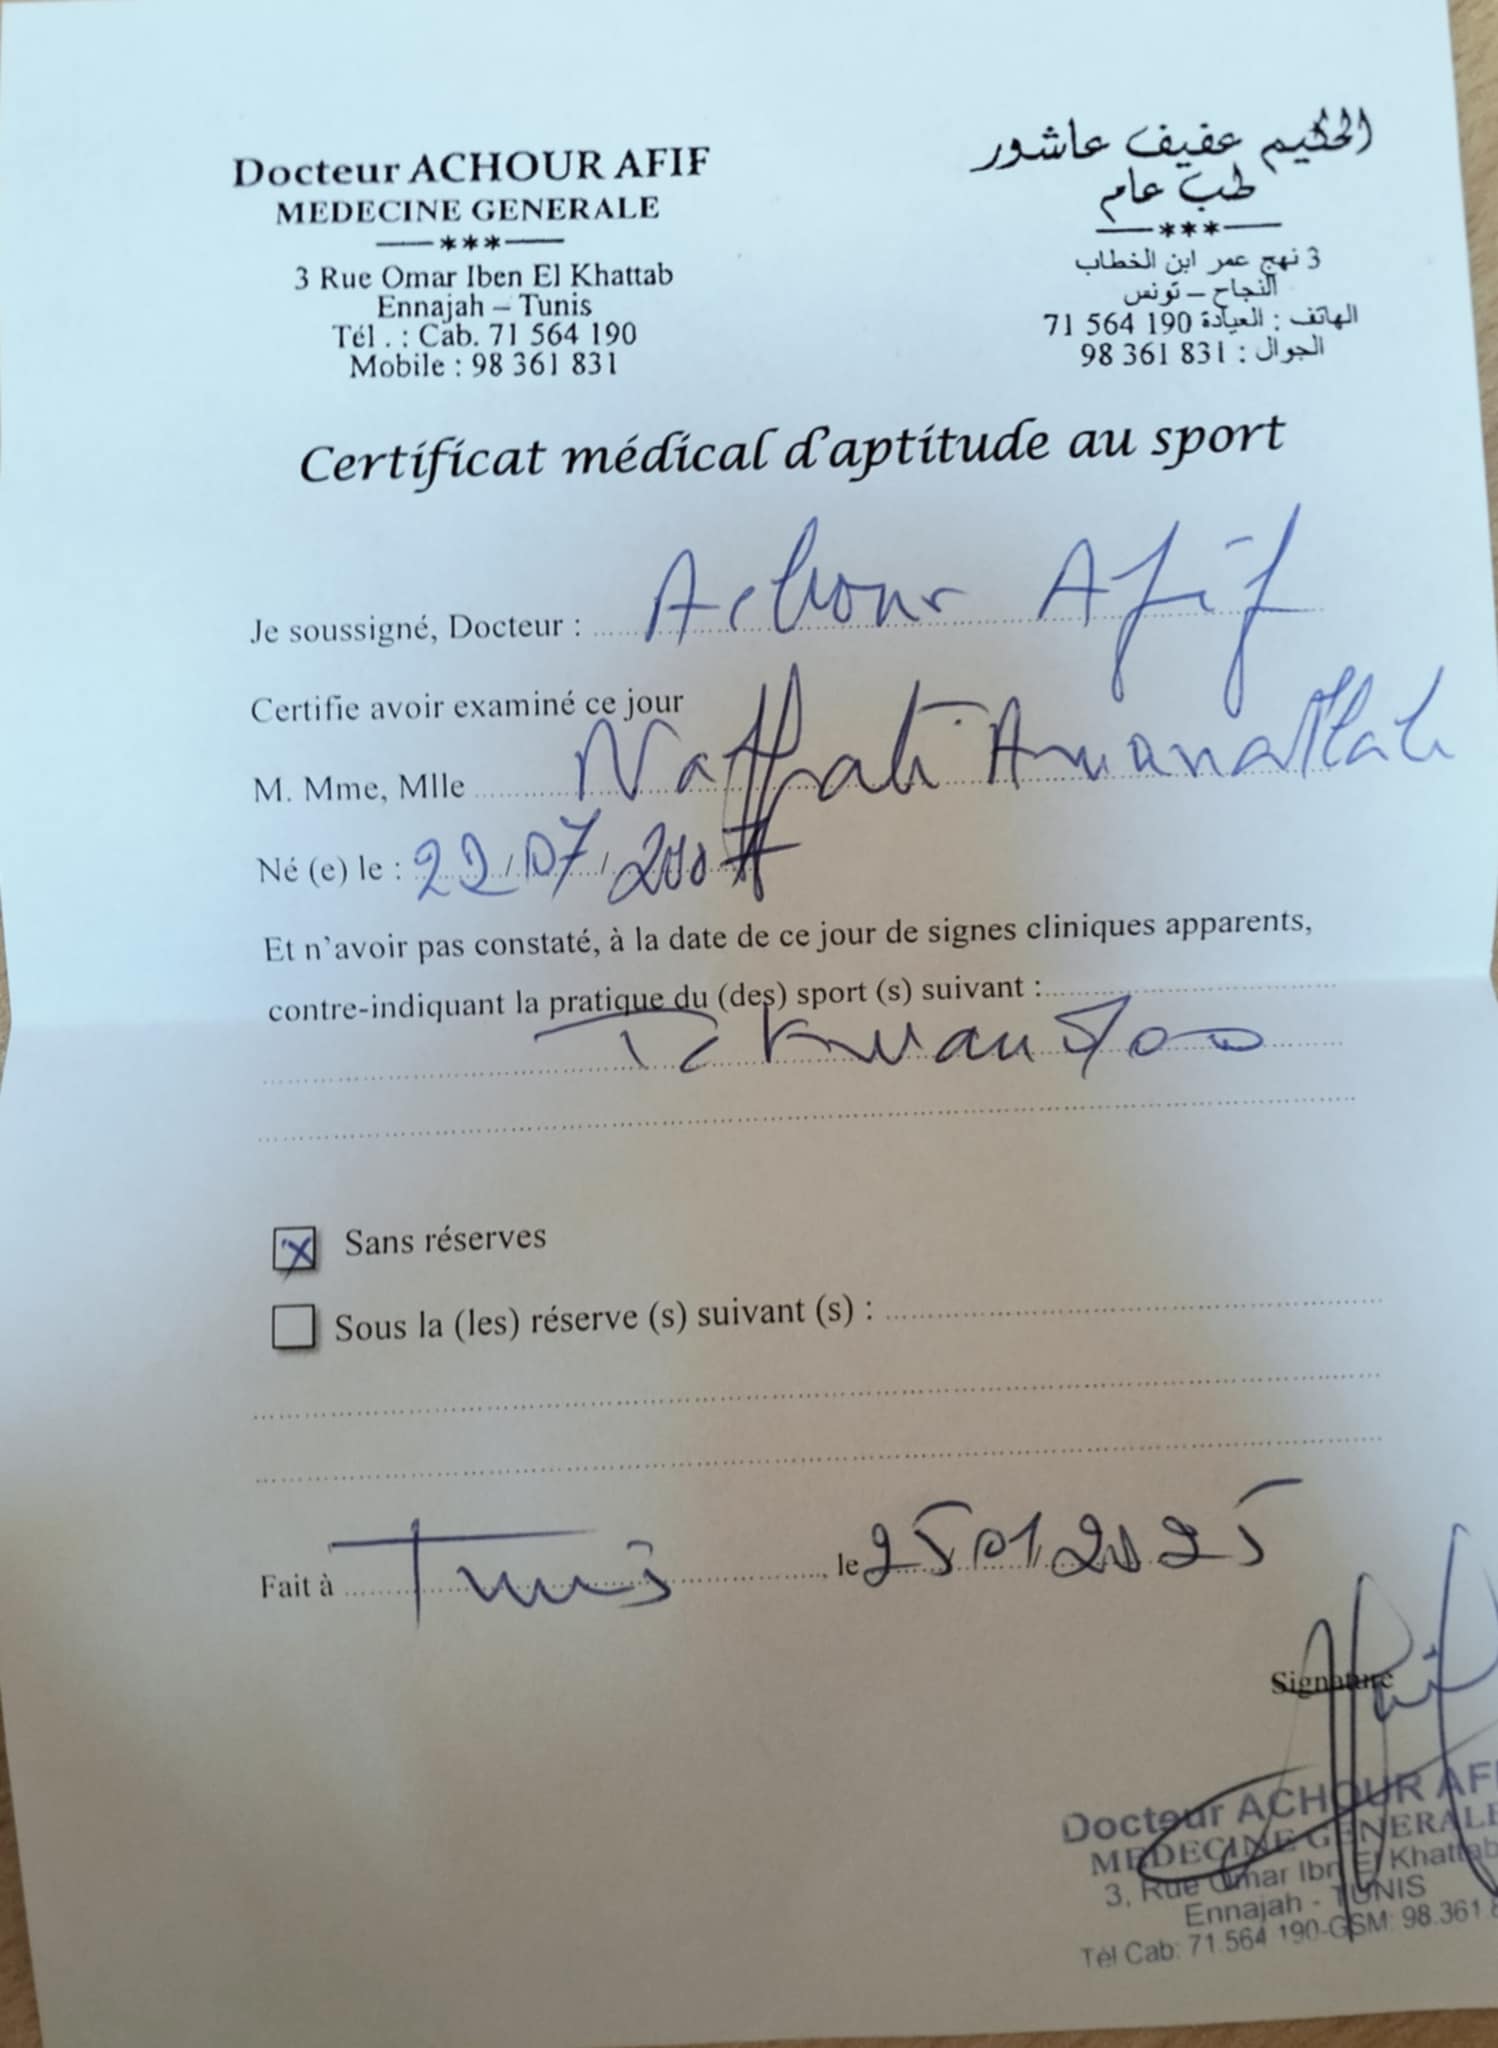 Docteur ACHOUR AFIF
MEDECINE GENERALE
***
3 Rue Omar Iben El Khattab
Ennajah – Tunis
Tél . : Cab. 71 564 190
Mobile : 98 361 831
الحكيم عفيف عاشور
طب عام
***
3 نهج عمر ابن الخطاب
النجاح – تونس
الهاتف : العيادة 190 564 71
الجوال : 831 361 98
Certificat médical d'aptitude au sport
Je soussigné, Docteur : Achour Afif
Certifie avoir examiné ce jour
M. Mme, Mlle Naffati Amanallah
Né (e) le : 22/07/2007
Et n'avoir pas constaté, à la date de ce jour de signes cliniques apparents,
contre-indiquant la pratique du (des) sport (s) suivant :
Tekwandoo
X Sans réserves
Sous la (les) réserve (s) suivant (s) :
Fait à Tunis, le 25 01 2025
Signature
Docteur ACHOUR AFI
MEDECINE GENERALE
3, Rue Omar Ibn El Khattab
Ennajah - TUNIS
Tél Cab: 71.564 190-GSM: 98.361.8